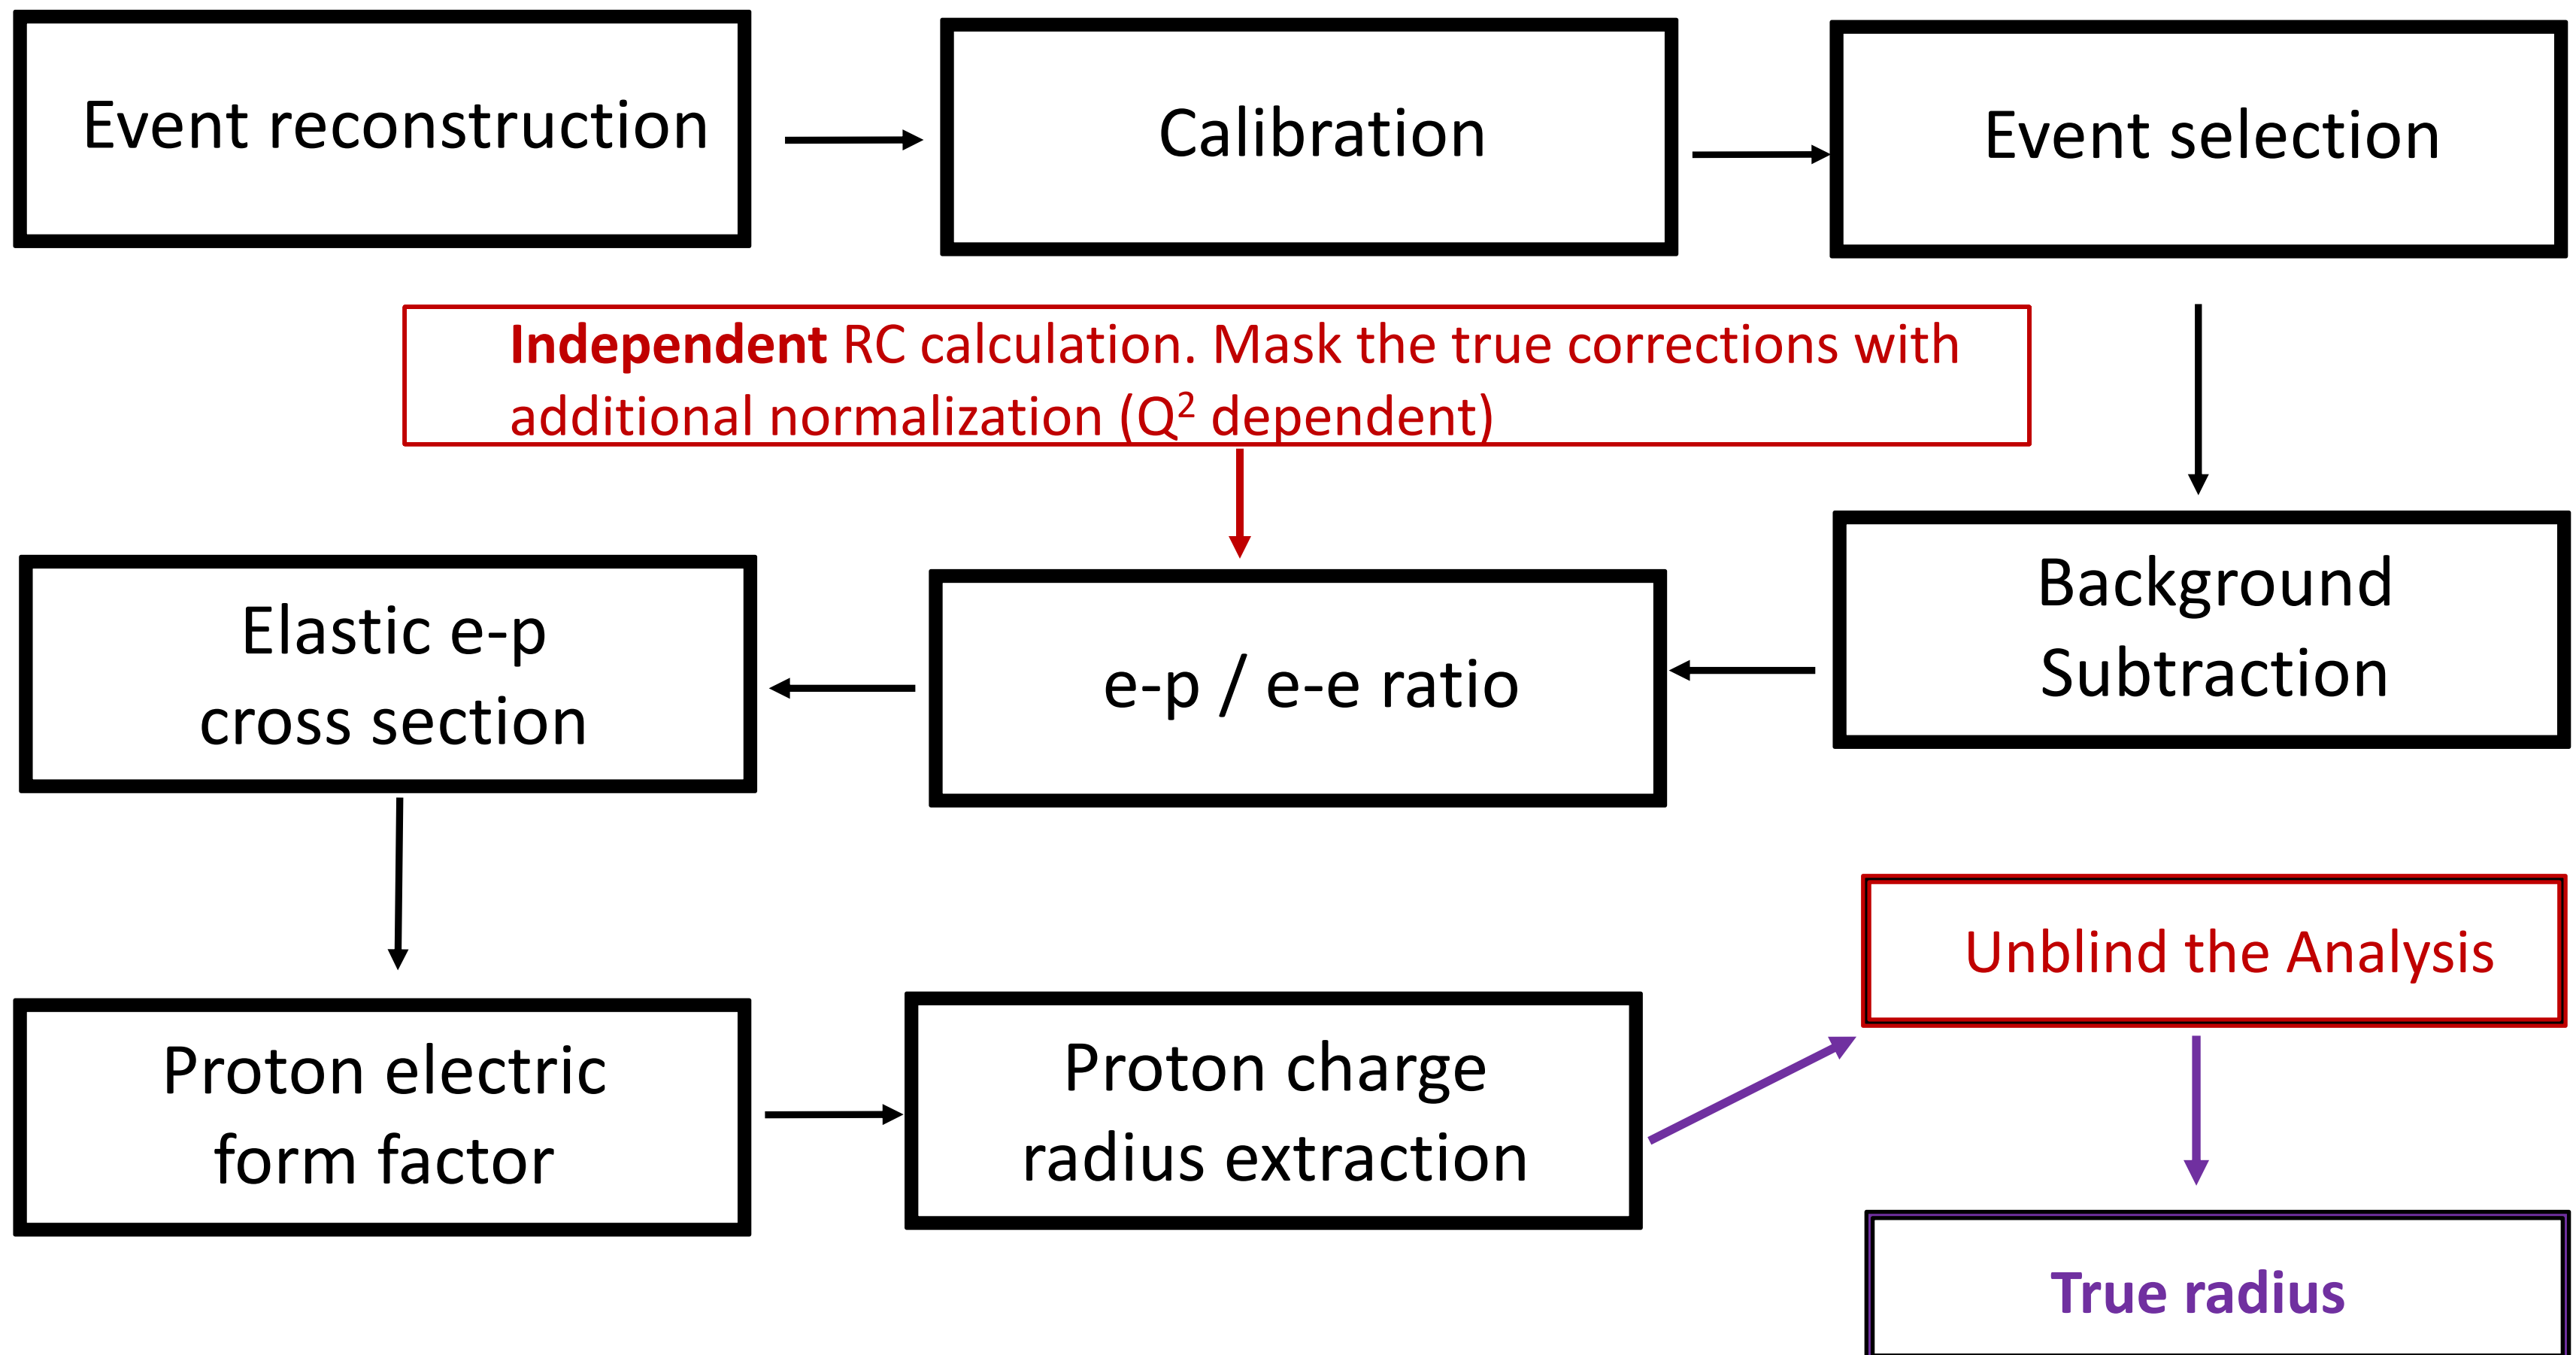 Event reconstruction
Calibration
Event selection
Independent RC calculation. Mask the true corrections with
additional normalization (Q² dependent)
Background
Subtraction
e-p / e-e ratio
Elastic e-p
cross section
Proton electric
form factor
Proton charge
radius extraction
Unblind the Analysis
True radius